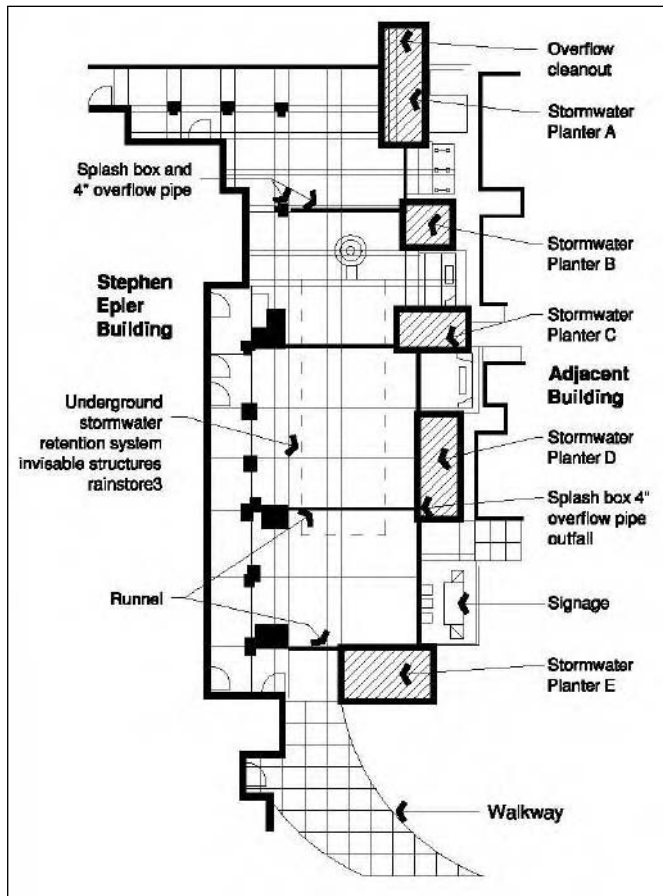 Overflow
cleanout
Stormwater
Planter A
Splash box and
4" overflow pipe
Stormwater
Planter B
Stephen
Epler
Building
Stormwater
Planter C
Adjacent
Building
Underground
stormwater
retention system
invisable structures
rainstore3
Stormwater
Planter D
Splash box 4"
overflow pipe
outfall
Runnel
Signage
Stormwater
Planter E
Walkway